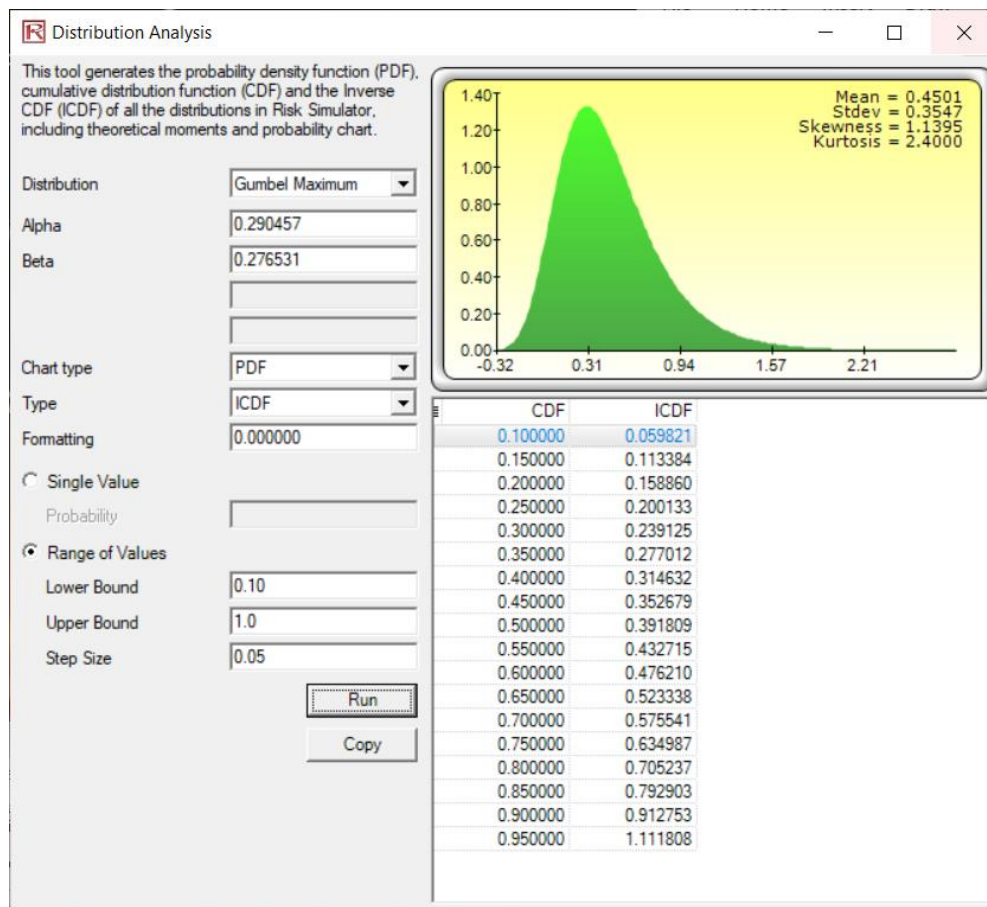 Distribution Analysis
This tool generates the probability density function (PDF),
cumulative distribution function (CDF) and the Inverse
CDF (ICDF) of all the distributions in Risk Simulator,
including theoretical moments and probability chart.
Distribution Gumbel Maximum
Alpha 0.290457
Beta 0.276531
Chart type PDF
Type ICDF
Formatting 0.000000
Single Value
Probability
Range of Values
Lower Bound 0.10
Upper Bound 1.0
Step Size 0.05
Run
Copy
Mean = 0.4501
Stdev = 0.3547
Skewness = 1.1395
Kurtosis = 2.4000
1.40
1.20
1.00
0.80
0.60
0.40
0.20
0.00
-0.32 0.31 0.94 1.57 2.21
CDF ICDF
0.100000 0.059821
0.150000 0.113384
0.200000 0.158860
0.250000 0.200133
0.300000 0.239125
0.350000 0.277012
0.400000 0.314632
0.450000 0.352679
0.500000 0.391809
0.550000 0.432715
0.600000 0.476210
0.650000 0.523338
0.700000 0.575541
0.750000 0.634987
0.800000 0.705237
0.850000 0.792903
0.900000 0.912753
0.950000 1.111808